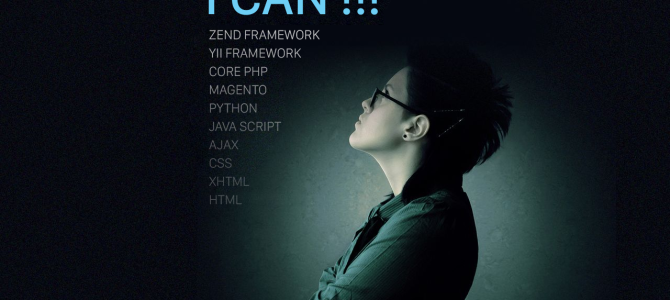 I CAN !!!
ZEND FRAMEWORK
YII FRAMEWORK
CORE PHP
MAGENTO
PYTHON
JAVA SCRIPT
AJAX
CSS
XHTML
HTML